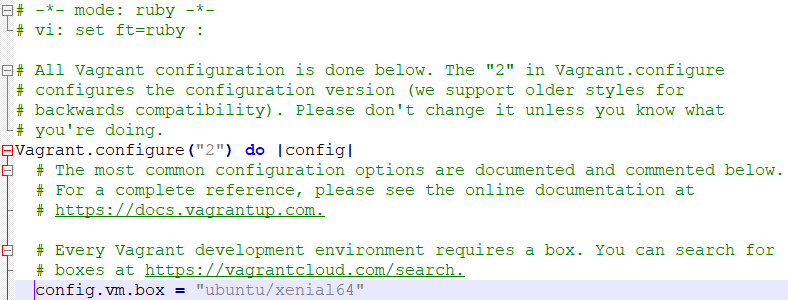 # -*- mode: ruby -*-
# vi: set ft=ruby :
# All Vagrant configuration is done below. The "2" in Vagrant.configure
# configures the configuration version (we support older styles for
# backwards compatibility). Please don't change it unless you know what
# you're doing.
Vagrant.configure("2") do |config|
# The most common configuration options are documented and commented below.
# For a complete reference, please see the online documentation at
# https://docs.vagrantup.com.
# Every Vagrant development environment requires a box. You can search for
# boxes at https://vagrantcloud.com/search.
config.vm.box = "ubuntu/xenial64"